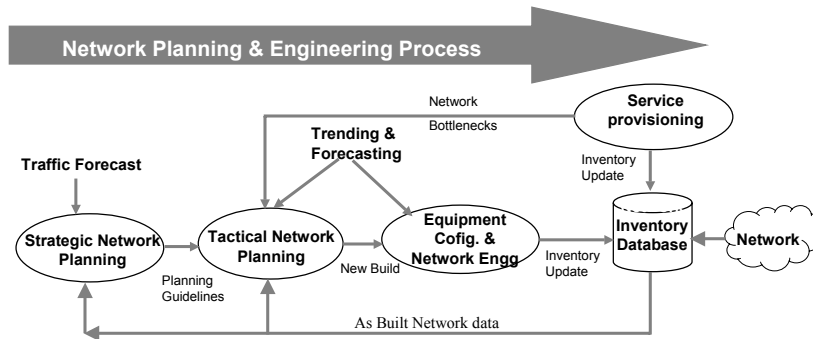 Network Planning & Engineering Process
Network
Bottlenecks
Service
provisioning
Trending &
Forecasting
Traffic Forecast
Inventory
Update
Strategic Network
Planning
Planning
Guidelines
Tactical Network
Planning
New Build
Equipment
Cofig. &
Network Engg
Inventory
Update
Inventory
Database
Network
As Built Network data